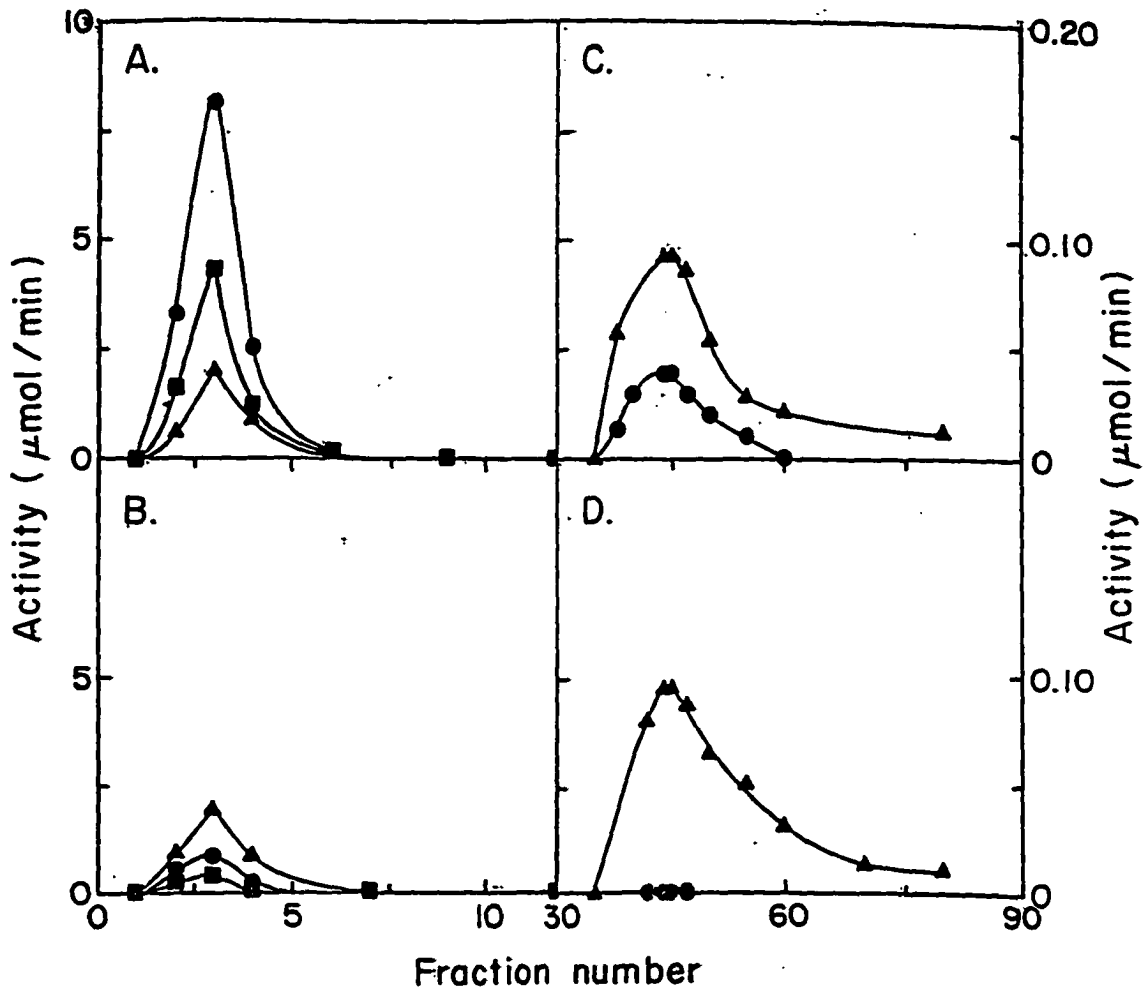 10
A.
C.
0.20
5
0.10
0
0
B.
D.
5
0.10
0
0
0
5
10
30
60
90
Fraction number
Activity (μmol/min)
Activity (μmol/min)